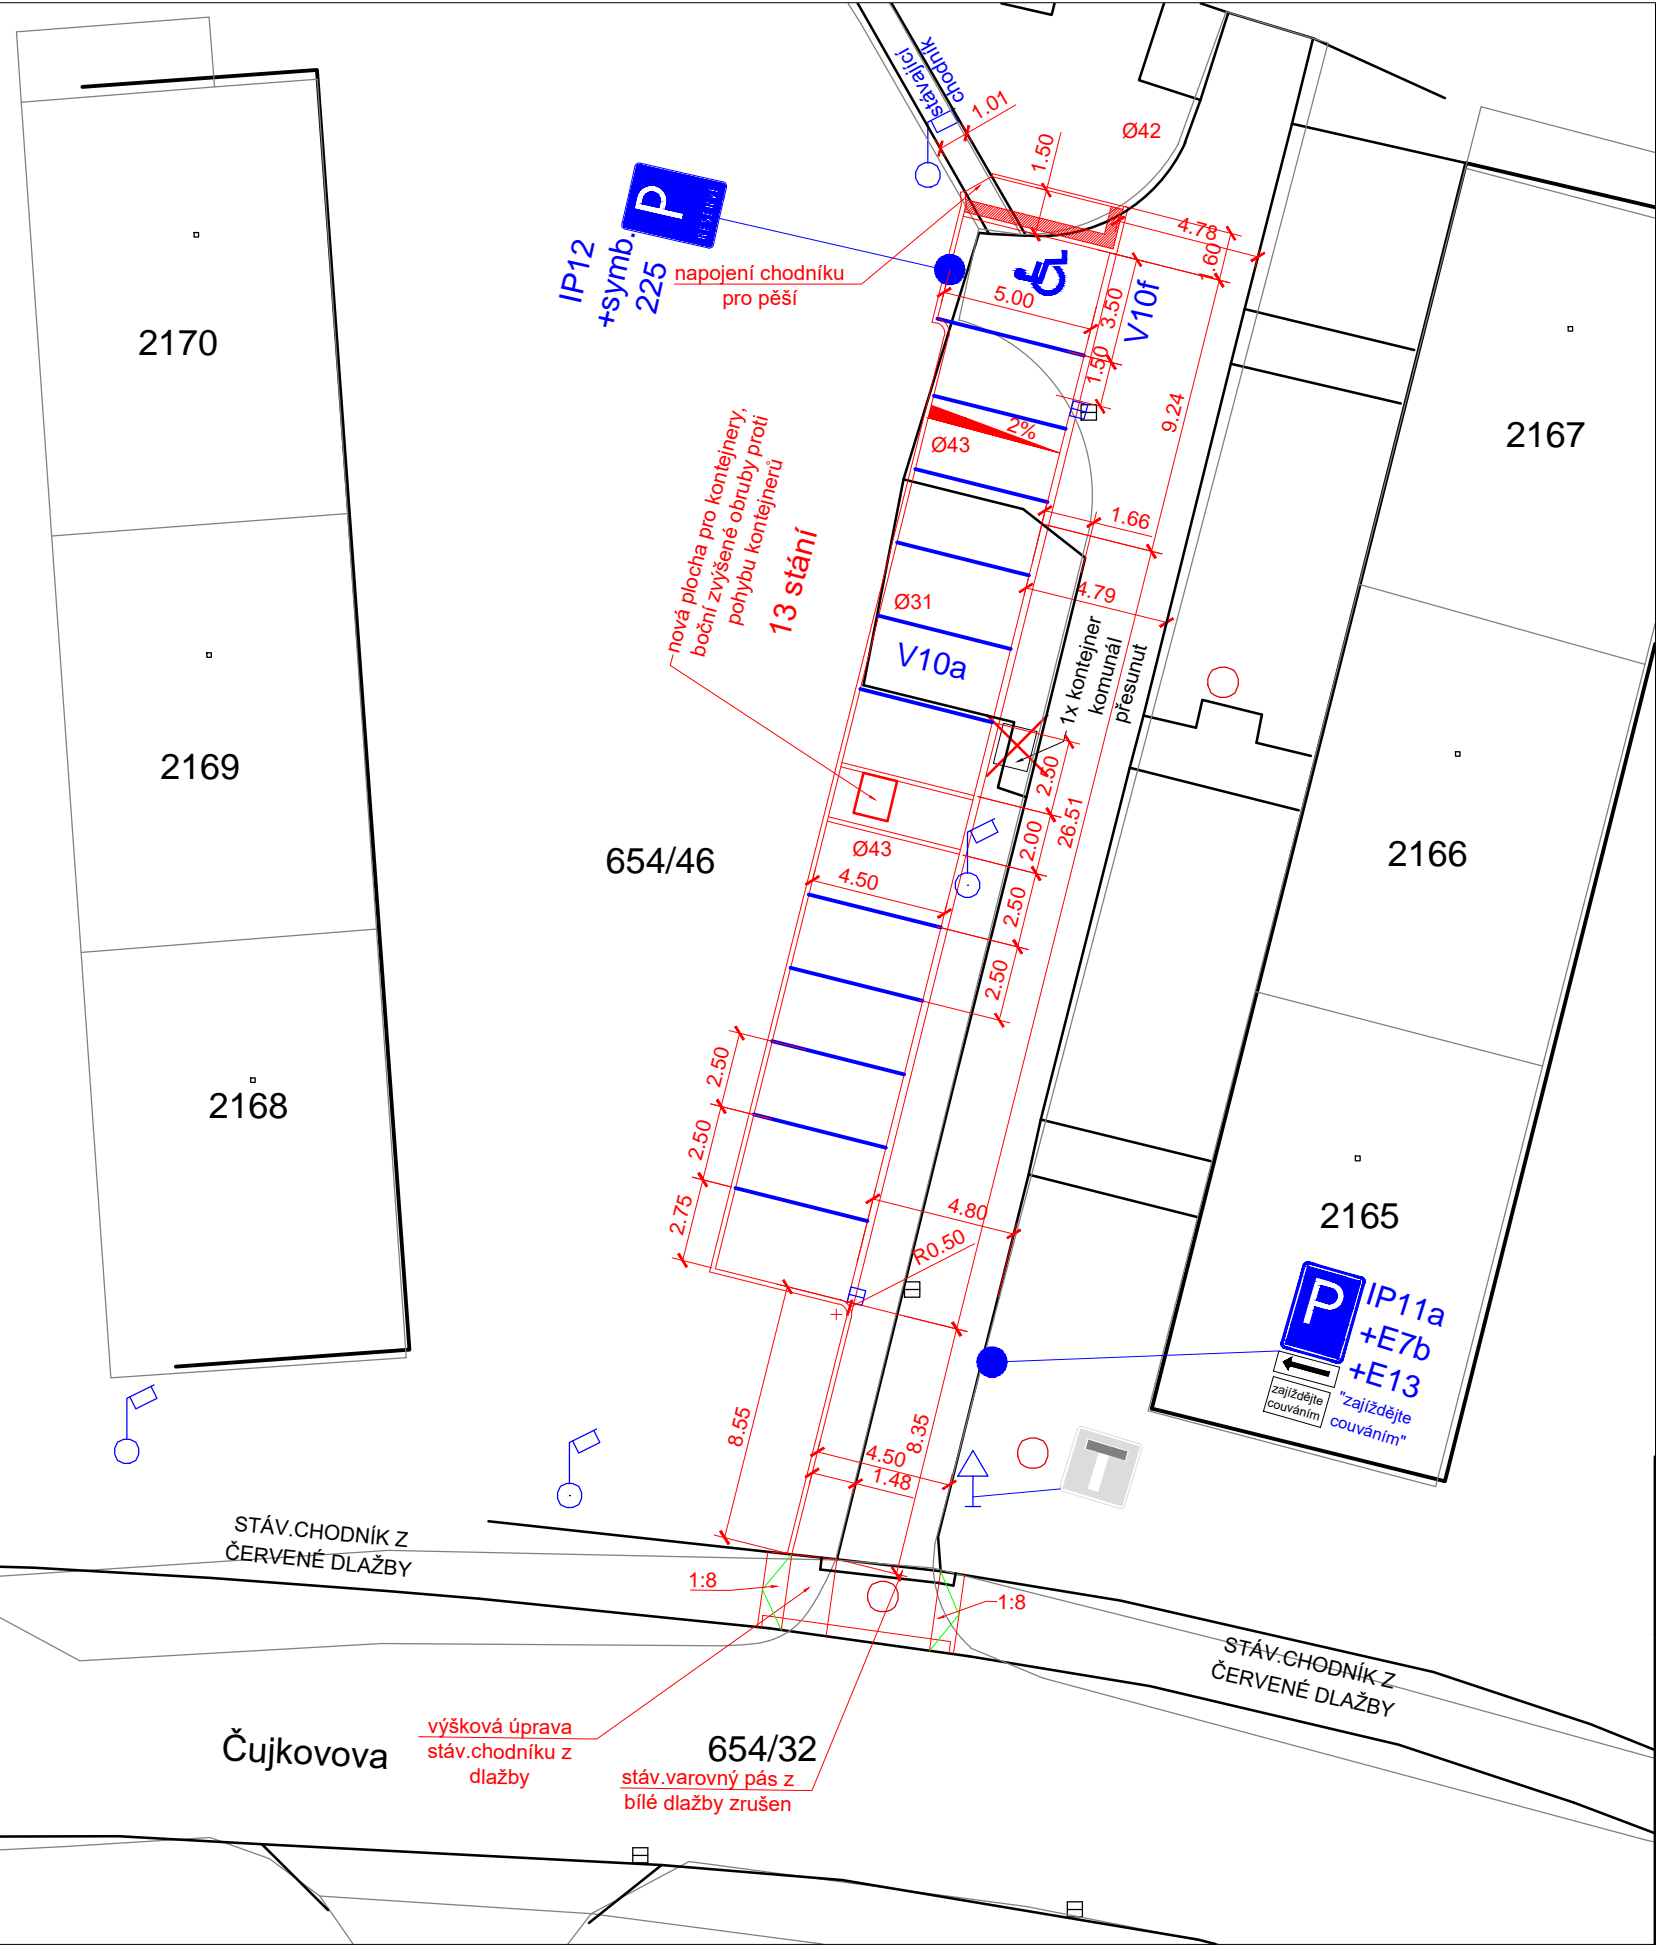 stávající
chodník
1.01
1.50
Ø42
P
IP12
+symb.
225
napojení chodníku
pro pěší
4.78
1.60
5.00
3.50
V10f
1.50
9.24
2170
2167
2%
Ø43
nová plocha pro kontejnery,
boční zvýšené obruby proti
pohybu kontejnerů
13 stání
1.66
4.79
Ø31
V10a
1x kontejner
komunál
přesunut
2169
2.50
26.51
2.00
654/46
Ø43
2166
4.50
2.50
2.50
2168
2.50
2.50
2.75
4.80
R0.50
2165
P
IP11a
+E7b
+E13
zajíždějte
couváním
"zajíždějte
couváním"
8.55
8.35
4.50
1.48
STÁV.CHODNÍK Z
ČERVENÉ DLAŽBY
1:8
1:8
STÁV.CHODNÍK Z
ČERVENÉ DLAŽBY
Čujkovova
výšková úprava
stáv.chodníku z
dlažby
654/32
stáv.varovný pás z
bílé dlažby zrušen